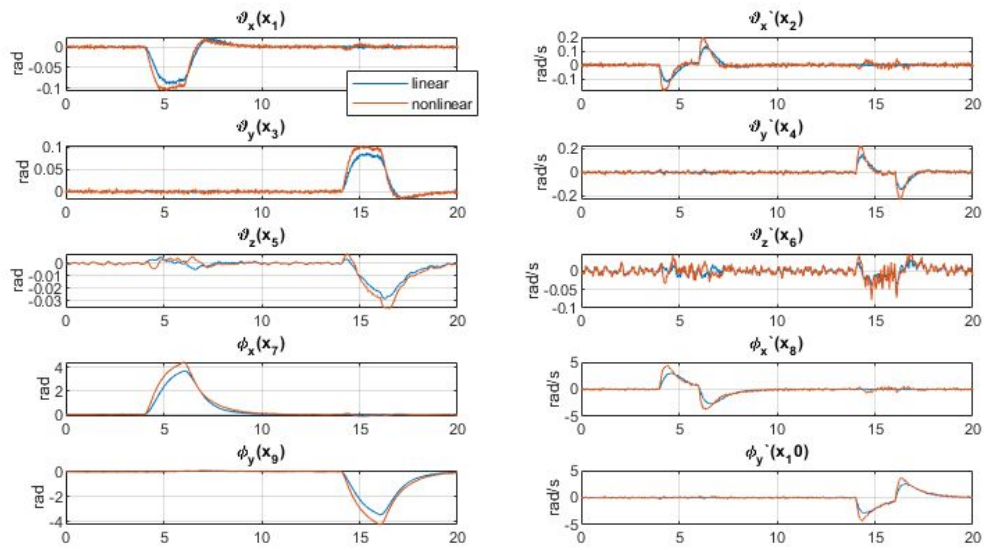 ϑx(x1)
rad
0
-0.05
-0.1
0 5 10 15 20
linear
nonlinear
ϑx`(x2)
rad/s
0.2
0.1
0
-0.1
0 5 10 15 20
ϑy(x3)
rad
0.1
0.05
0
0 5 10 15 20
ϑy`(x4)
rad/s
0.2
0
-0.2
0 5 10 15 20
ϑz(x5)
rad
0
-0.01
-0.02
-0.03
0 5 10 15 20
ϑz`(x6)
rad/s
0
-0.05
-0.1
0 5 10 15 20
ϕx(x7)
rad
4
2
0
0 5 10 15 20
ϕx`(x8)
rad/s
5
0
-5
0 5 10 15 20
ϕy(x9)
rad
0
-2
-4
0 5 10 15 20
ϕy`(x10)
rad/s
5
0
-5
0 5 10 15 20